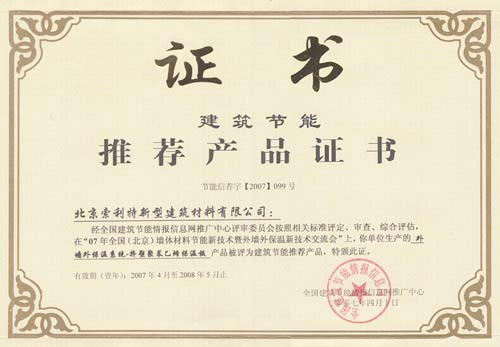 证 书
建筑节能
推荐产品证书
节能信荐字【2007】099号
北京索利特新型建筑材料有限公司：
经全国建筑节能情报信息网推广中心评审委员会按照相关标准评定、审查、综合评估，
在“07年全国（北京）墙体材料节能新技术暨外墙外保温新技术交流会”上，你单位生产的 外
墙外保温系统-挤塑聚苯乙烯保温板 产品被评为建筑节能推荐产品，特颁此证。
有效期（壹年）：2007年4月至2008年5月止
全国建筑节能情报信息网推广中心
二零零七年四月 日